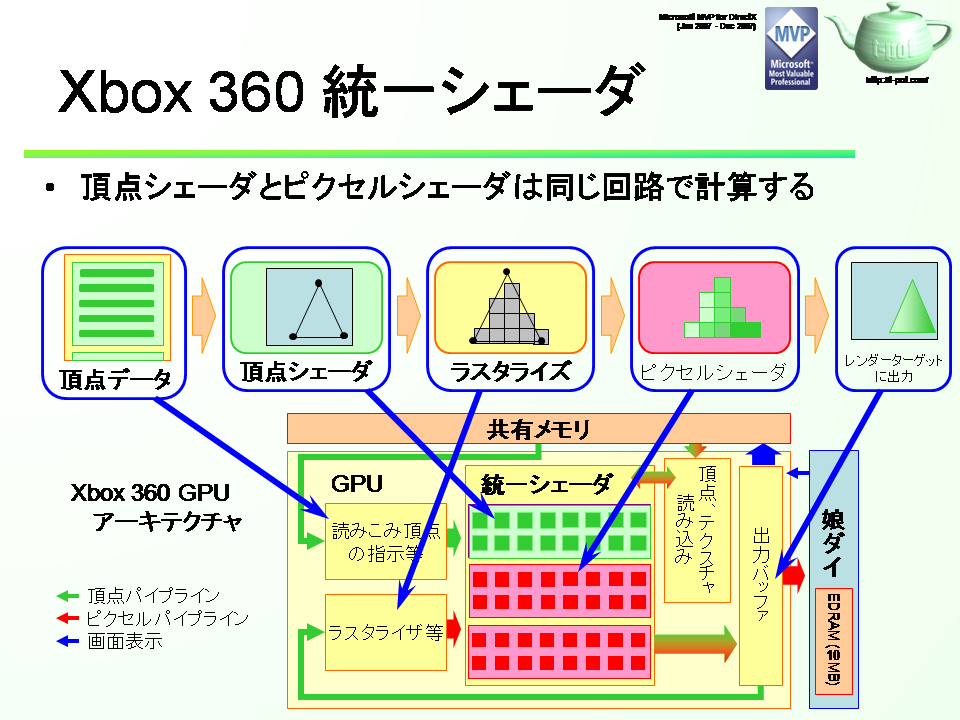 Microsoft MVP for DirectX
(Jan 2007 - Dec 2007)
MVP
Microsoft®
Most Valuable
Professional
t-pot
http://t-pot.com/
Xbox 360 統一シェーダ
• 頂点シェーダとピクセルシェーダは同じ回路で計算する
頂点データ
頂点シェーダ
ラスタライズ
ピクセルシェーダ
レンダーターゲット
に出力
共有メモリ
Xbox 360 GPU
アーキテクチャ
GPU
統一シェーダ
読みこみ頂点
の指示等
頂点、テクスチャ
読み込み
出力バッファ
娘ダイ
EDRAM (10MB)
ラスタライザ等
頂点パイプライン
ピクセルパイプライン
画面表示